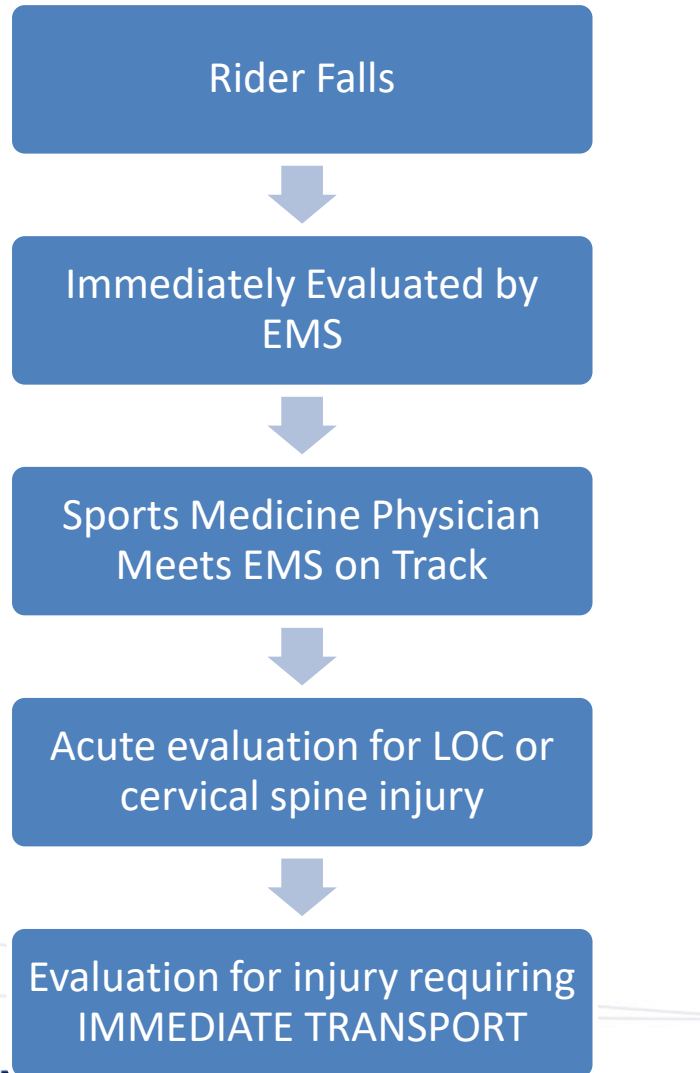 Rider Falls
Immediately Evaluated by
EMS
Sports Medicine Physician
Meets EMS on Track
Acute evaluation for LOC or
cervical spine injury
Evaluation for injury requiring
IMMEDIATE TRANSPORT